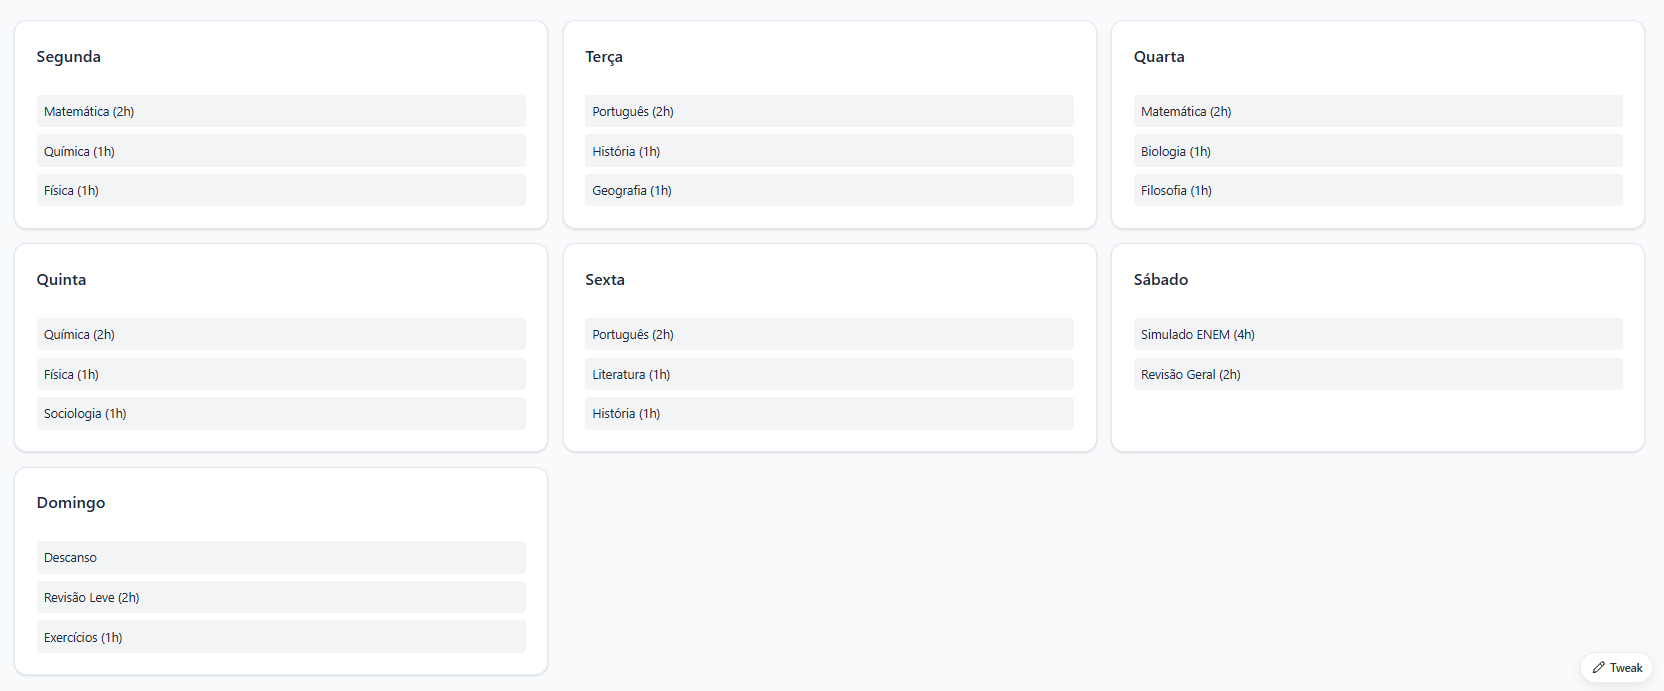 Segunda
Matemática (2h)
Química (1h)
Física (1h)
Terça
Português (2h)
História (1h)
Geografia (1h)
Quarta
Matemática (2h)
Biologia (1h)
Filosofia (1h)
Quinta
Química (2h)
Física (1h)
Sociologia (1h)
Sexta
Português (2h)
Literatura (1h)
História (1h)
Sábado
Simulado ENEM (4h)
Revisão Geral (2h)
Domingo
Descanso
Revisão Leve (2h)
Exercícios (1h)
Tweak